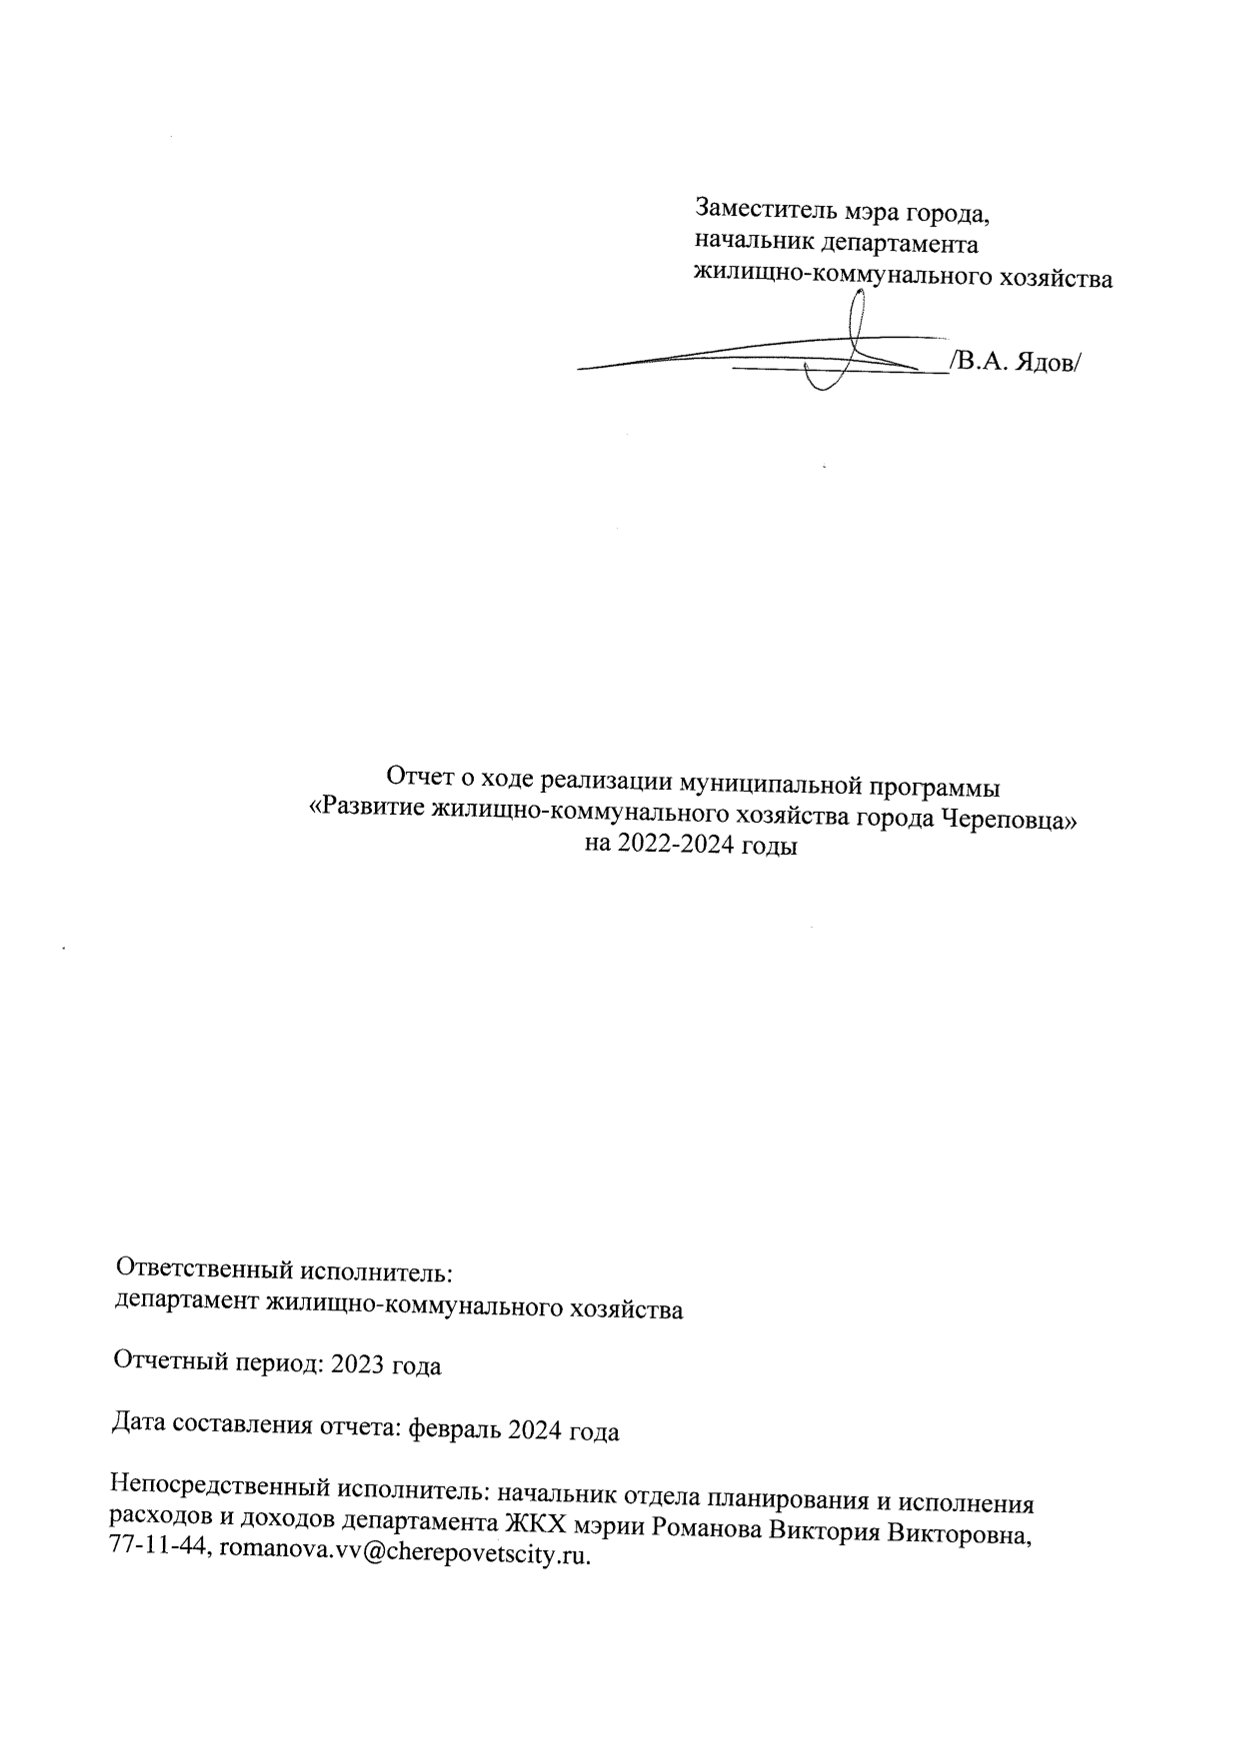 Заместитель мэра города,
начальник департамента
жилищно-коммунального хозяйства
/В.А. Ядов/
Отчет о ходе реализации муниципальной программы
«Развитие жилищно-коммунального хозяйства города Череповца»
на 2022-2024 годы
Ответственный исполнитель:
департамент жилищно-коммунального хозяйства
Отчетный период: 2023 года
Дата составления отчета: февраль 2024 года
Непосредственный исполнитель: начальник отдела планирования и исполнения
расходов и доходов департамента ЖКХ мэрии Романова Виктория Викторовна,
77-11-44, romanova.vv@cherepovetscity.ru.